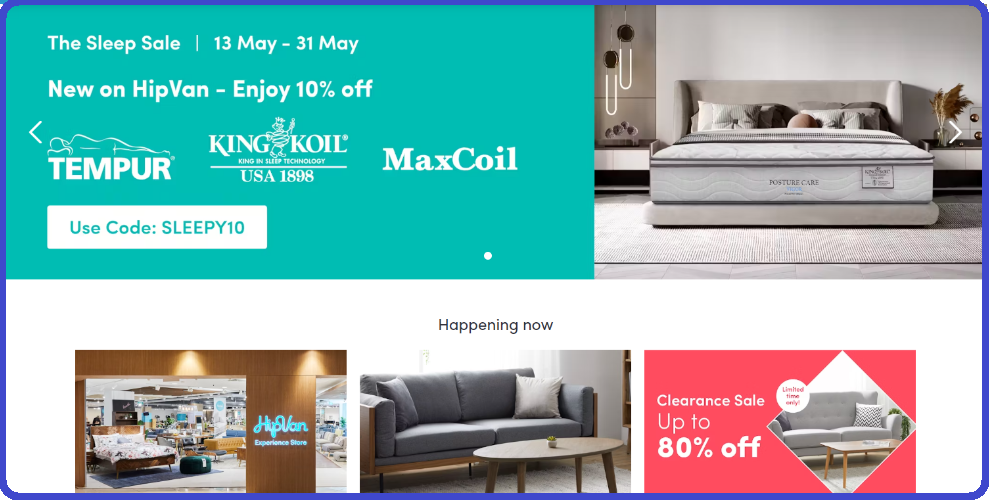 The Sleep Sale | 13 May - 31 May
New on HipVan - Enjoy 10% off
TEMPUR®
KING KOIL®
KING IN SLEEP TECHNOLOGY
USA 1898
MaxCoil
Use Code: SLEEPY10
POSTURE CARE
KING KOIL
Happening now
HipVan
Experience Store
Clearance Sale
Up to
80% off
Limited
time
only!